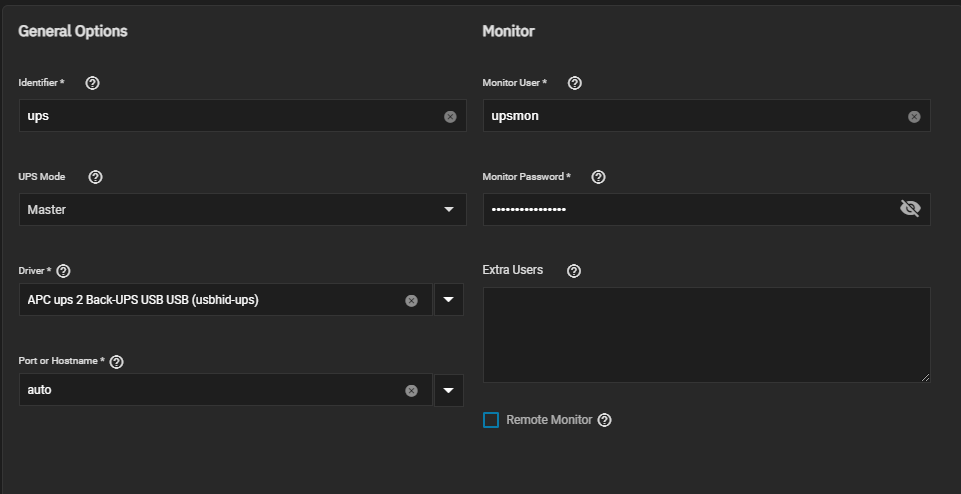 General Options
Identifier *
ups
UPS Mode
Master
Driver *
APC ups 2 Back-UPS USB USB (usbhid-ups)
Port or Hostname *
auto
Monitor
Monitor User *
upsmon
Monitor Password *
••••••••••••••••
Extra Users
Remote Monitor